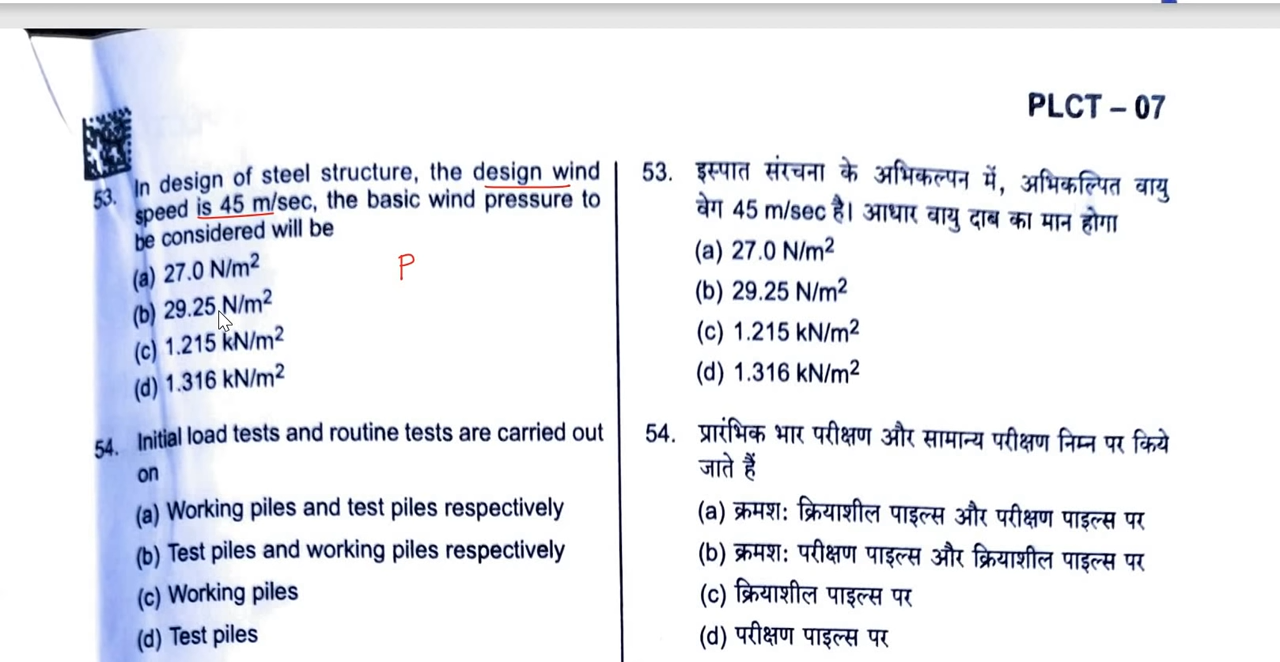 PLCT – 07
53. In design of steel structure, the design wind
speed is 45 m/sec, the basic wind pressure to
be considered will be
(a) 27.0 N/m²
(b) 29.25 N/m²
(c) 1.215 kN/m²
(d) 1.316 kN/m²
P
54. Initial load tests and routine tests are carried out
on
(a) Working piles and test piles respectively
(b) Test piles and working piles respectively
(c) Working piles
(d) Test piles
53. इस्पात संरचना के अभिकल्पन में, अभिकल्पित वायु
वेग 45 m/sec है। आधार वायु दाब का मान होगा
(a) 27.0 N/m²
(b) 29.25 N/m²
(c) 1.215 kN/m²
(d) 1.316 kN/m²
54. प्रारंभिक भार परीक्षण और सामान्य परीक्षण निम्न पर किये
जाते हैं
(a) क्रमश: क्रियाशील पाइल्स और परीक्षण पाइल्स पर
(b) क्रमश: परीक्षण पाइल्स और क्रियाशील पाइल्स पर
(c) क्रियाशील पाइल्स पर
(d) परीक्षण पाइल्स पर